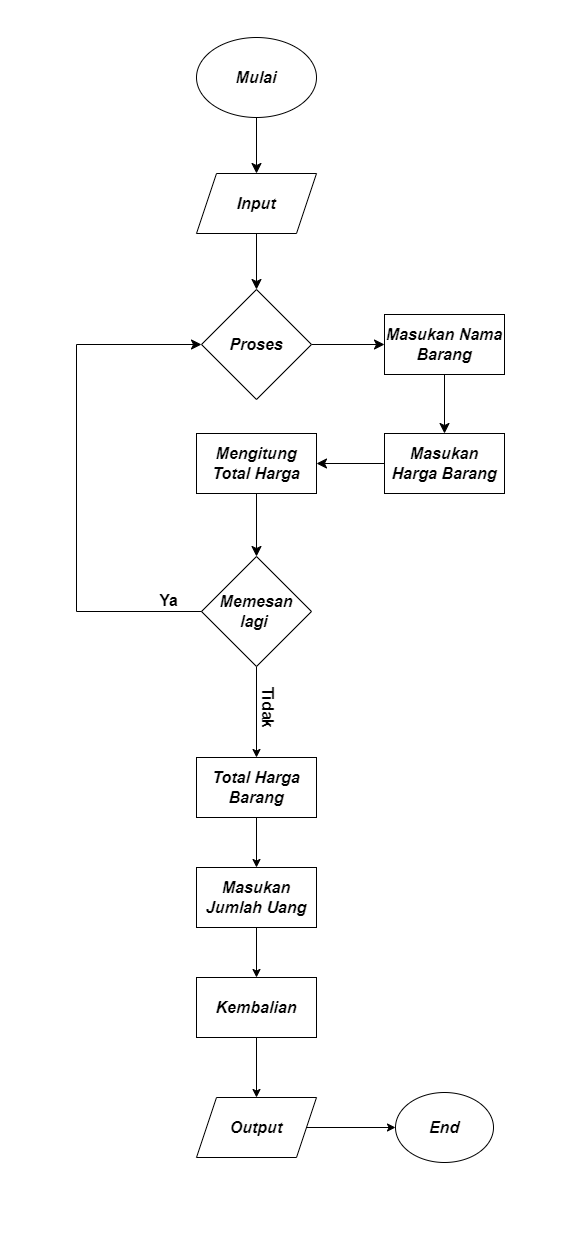 Mulai
Input
Proses
Masukan Nama
Barang
Masukan
Harga Barang
Mengitung
Total Harga
Memesan
lagi
Ya
Tidak
Total Harga
Barang
Masukan
Jumlah Uang
Kembalian
Output
End